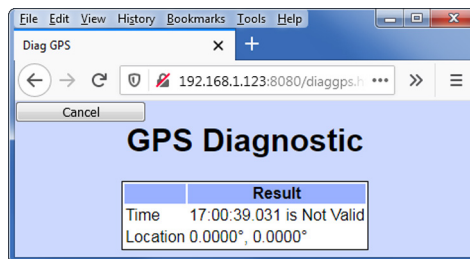 File Edit View History Bookmarks Tools Help
Diag GPS
192.168.1.123:8080/diaggps.h
Cancel
GPS Diagnostic
Result
Time 17:00:39.031 is Not Valid
Location 0.0000°, 0.0000°